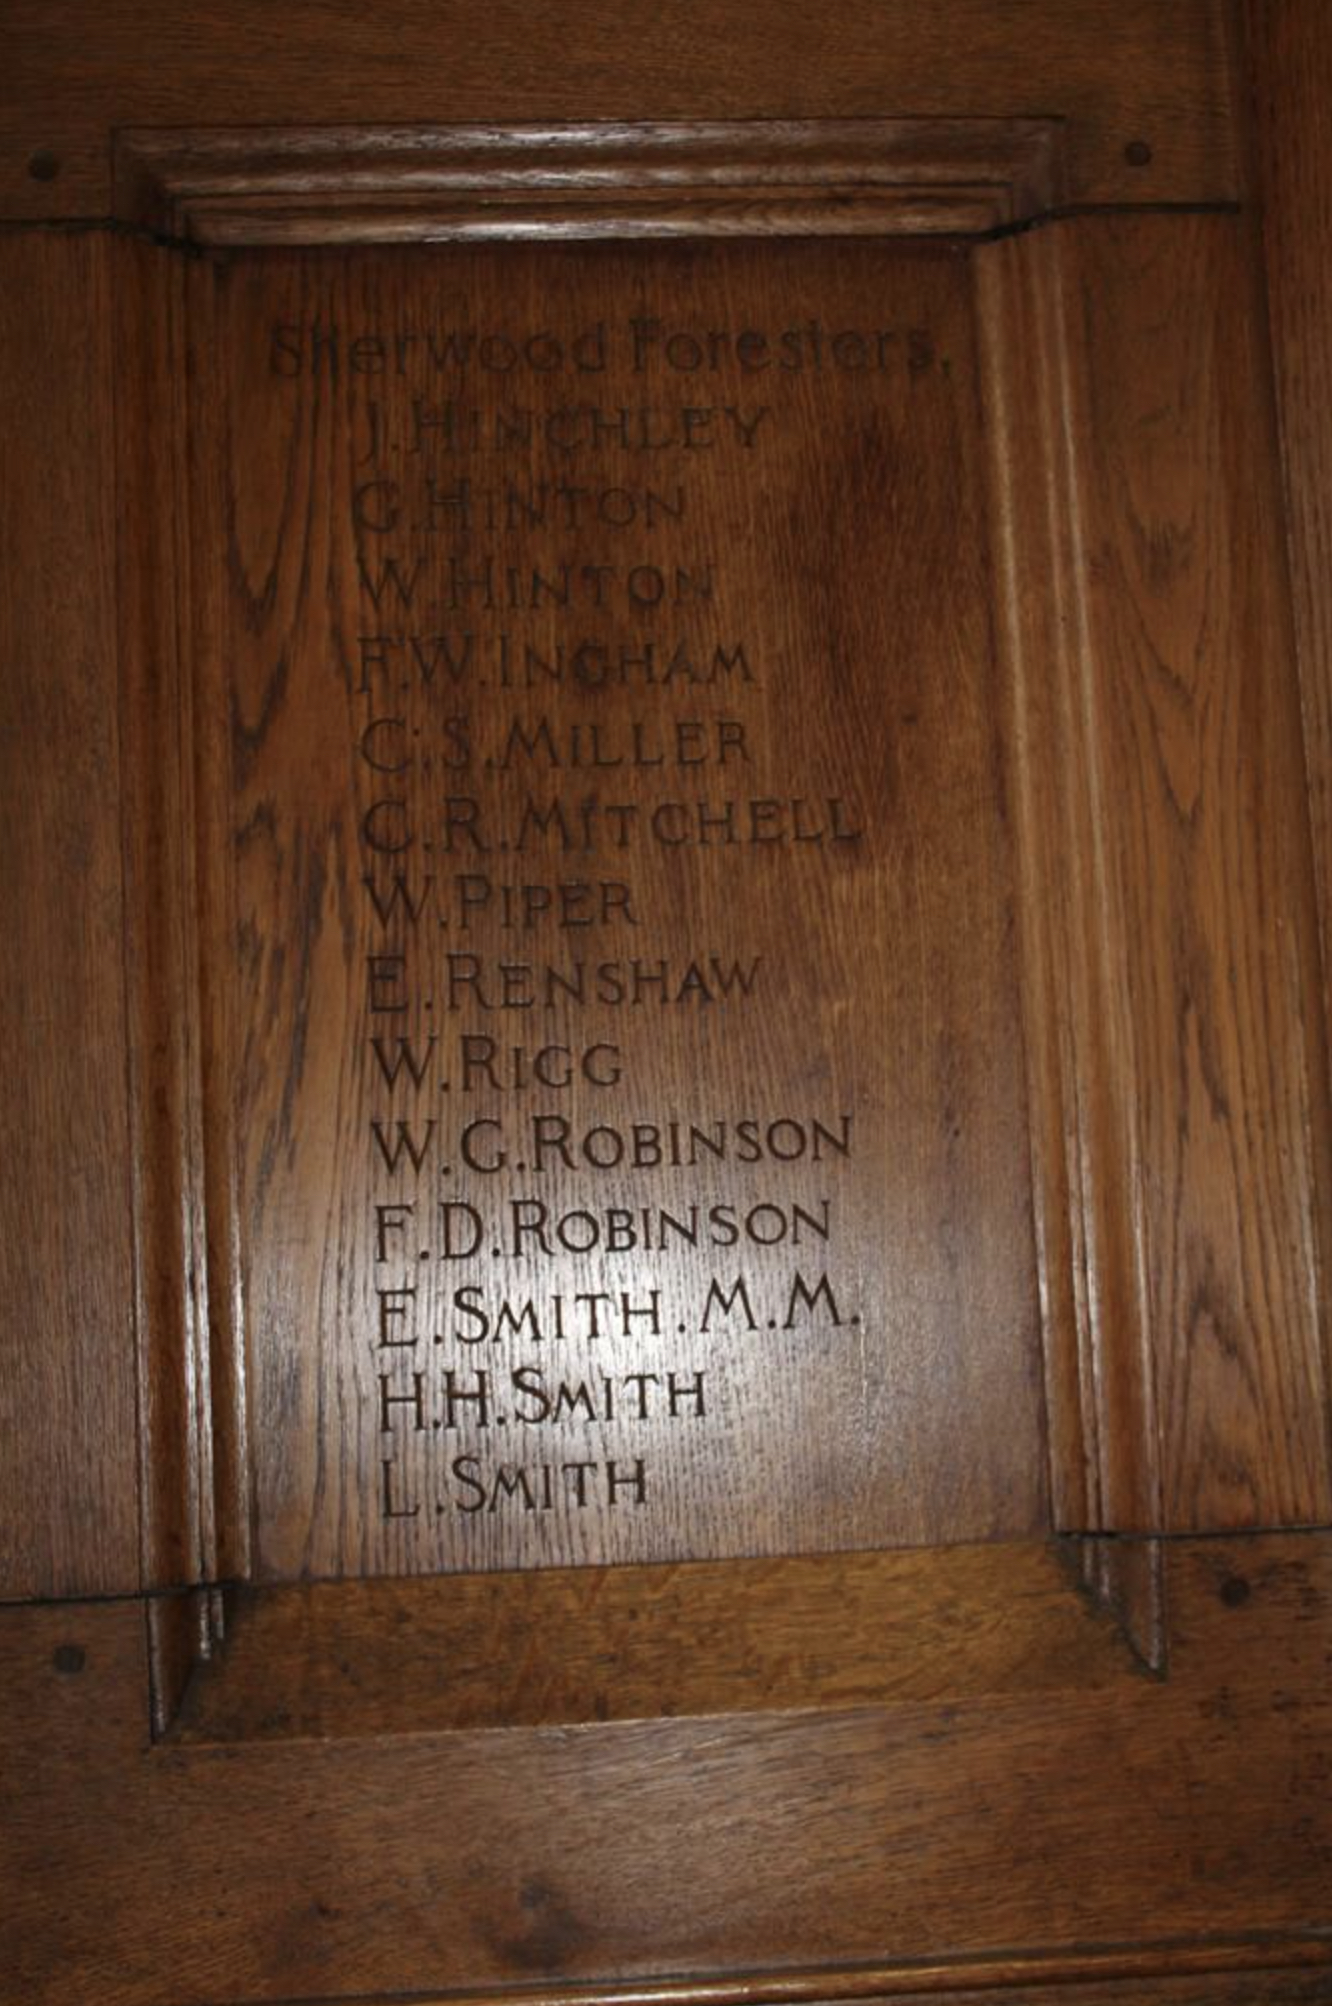 Sherwood Foresters.
J. HINCHLEY
G. HINTON
W. HINTON
F.W. INGHAM
C.S. MILLER
C.R. MITCHELL
W. PIPER
E. RENSHAW
W. RIGG
W.G. ROBINSON
F.D. ROBINSON
E. SMITH. M.M.
H.H. SMITH
L. SMITH